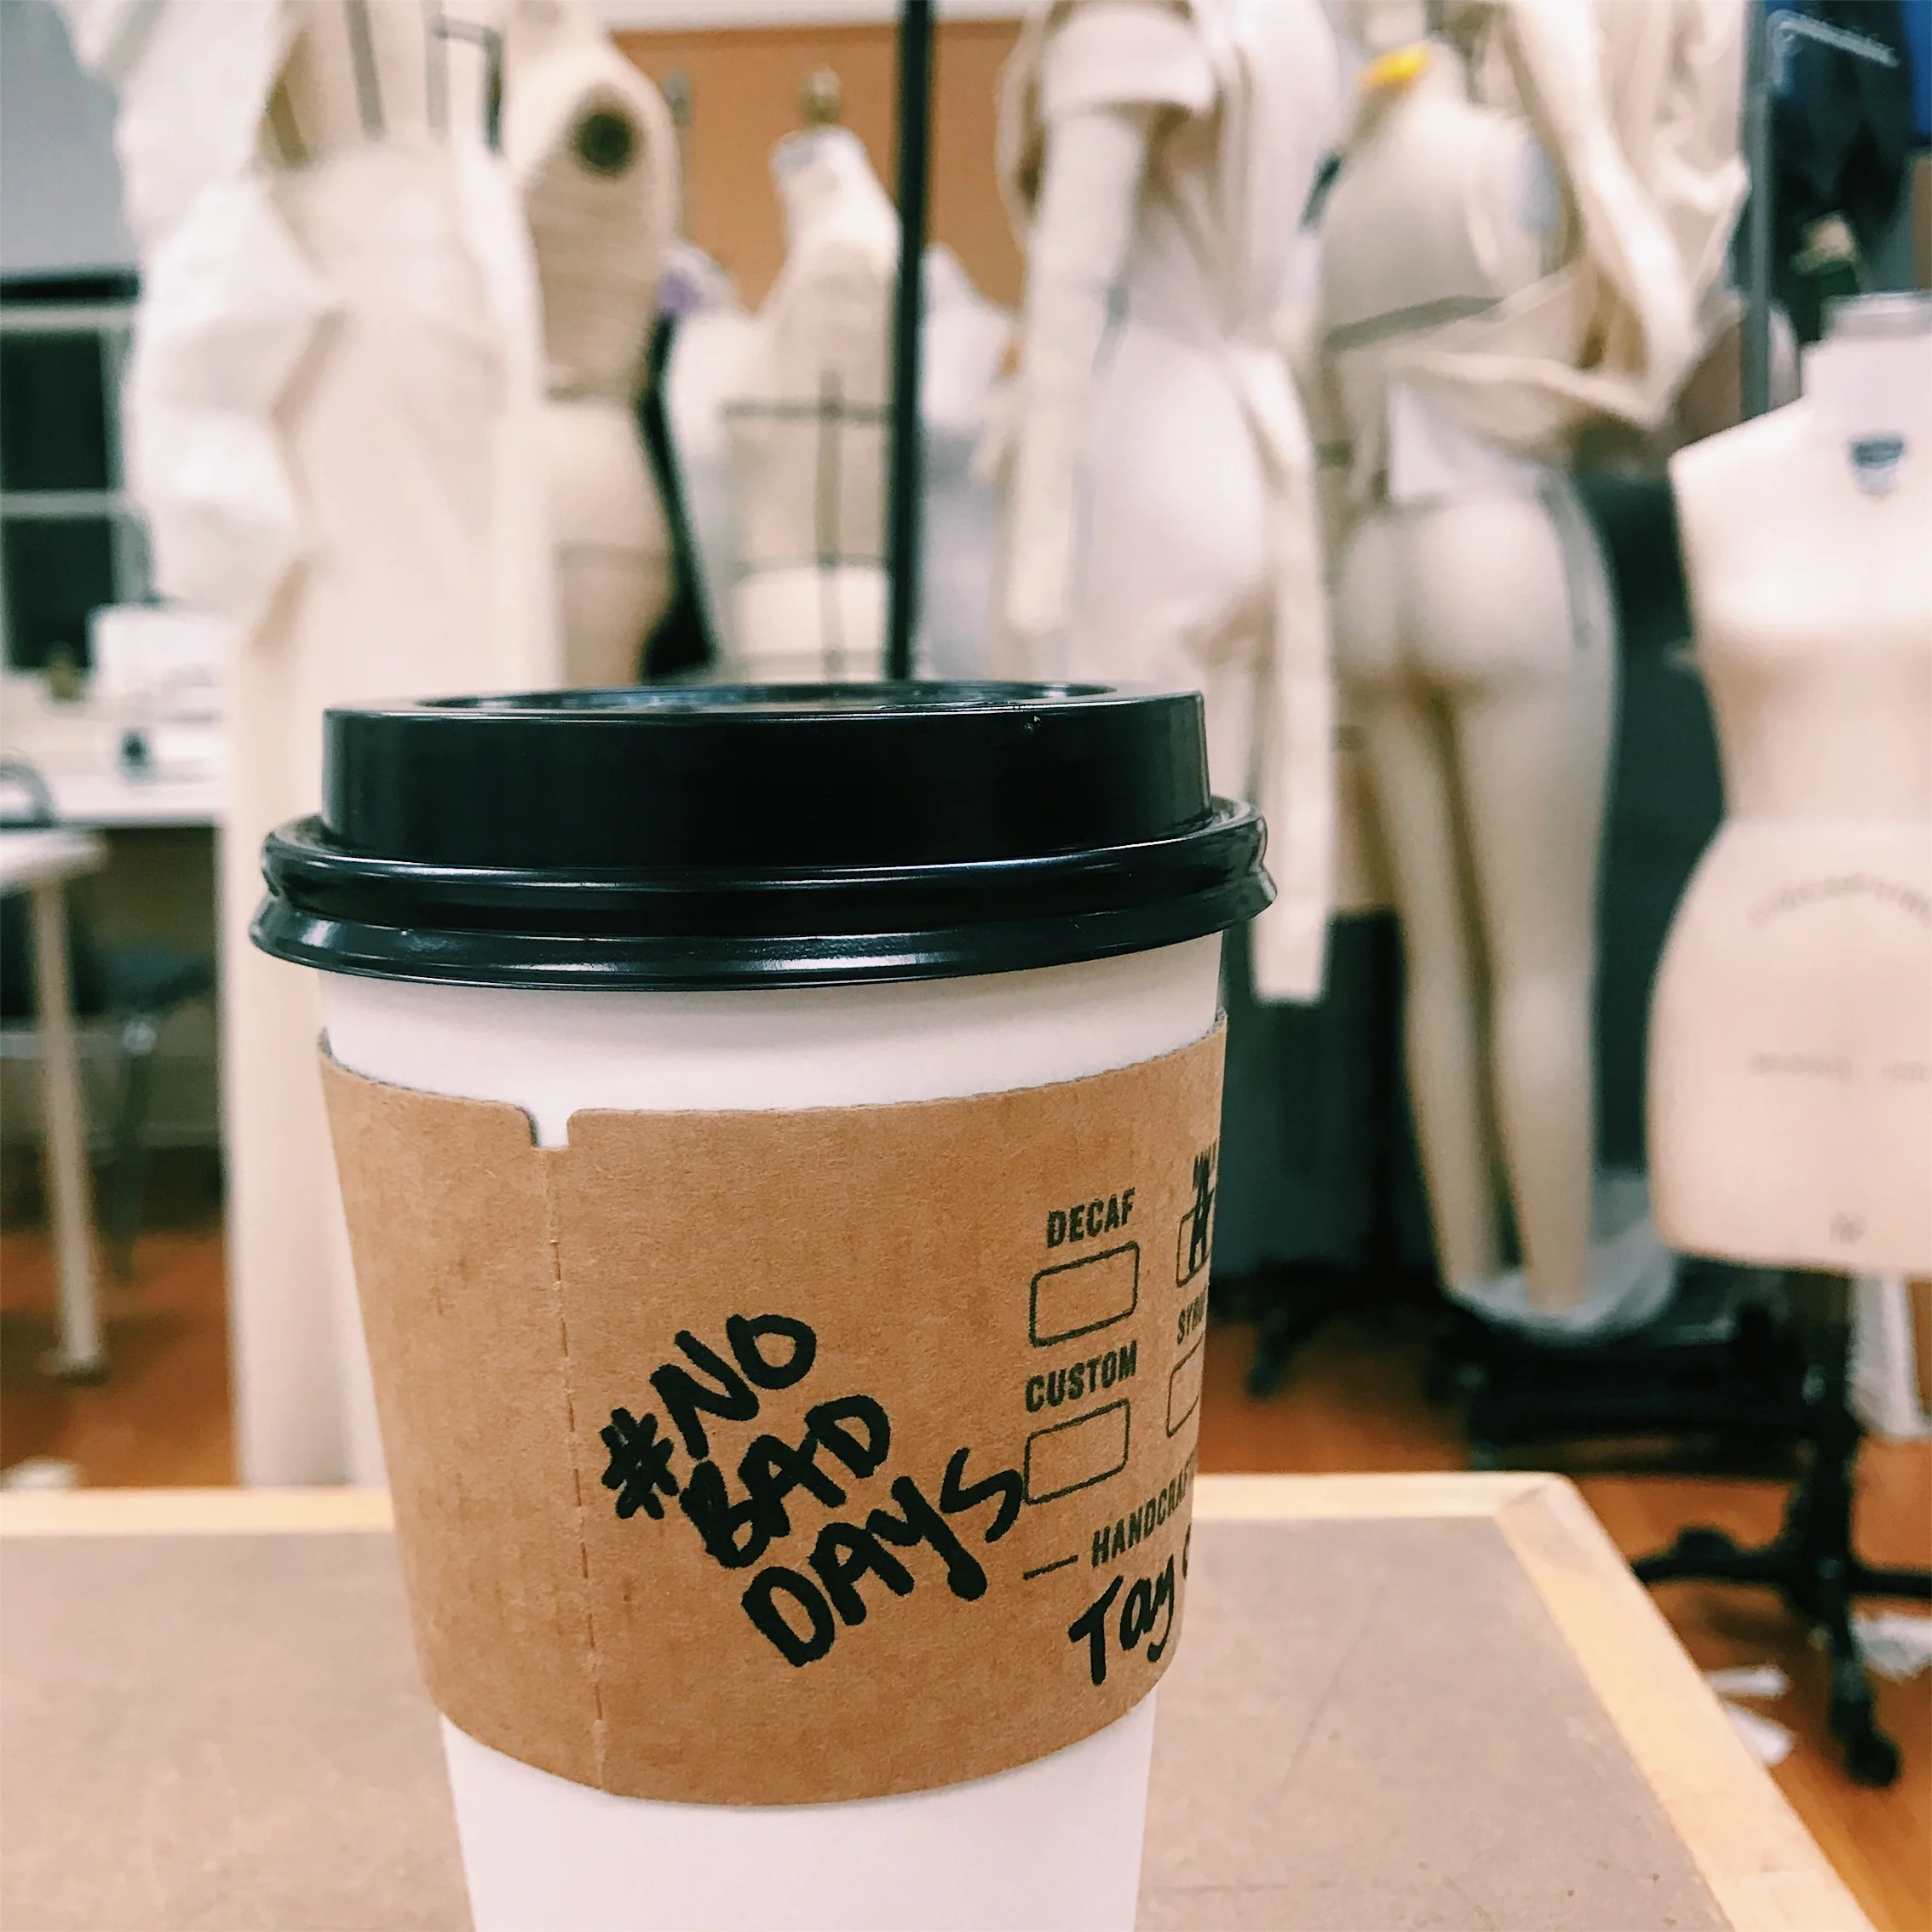 #NO
BAD
DAYS
DECAF
CUSTOM
Tay